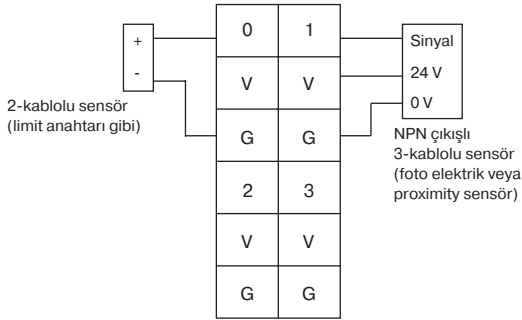 +
-
2-kablolu sensör
(limit anahtarı gibi)
0 1
V V
G G
2 3
V V
G G
Sinyal
24 V
0 V
NPN çıkışlı
3-kablolu sensör
(foto elektrik veya
proximity sensör)